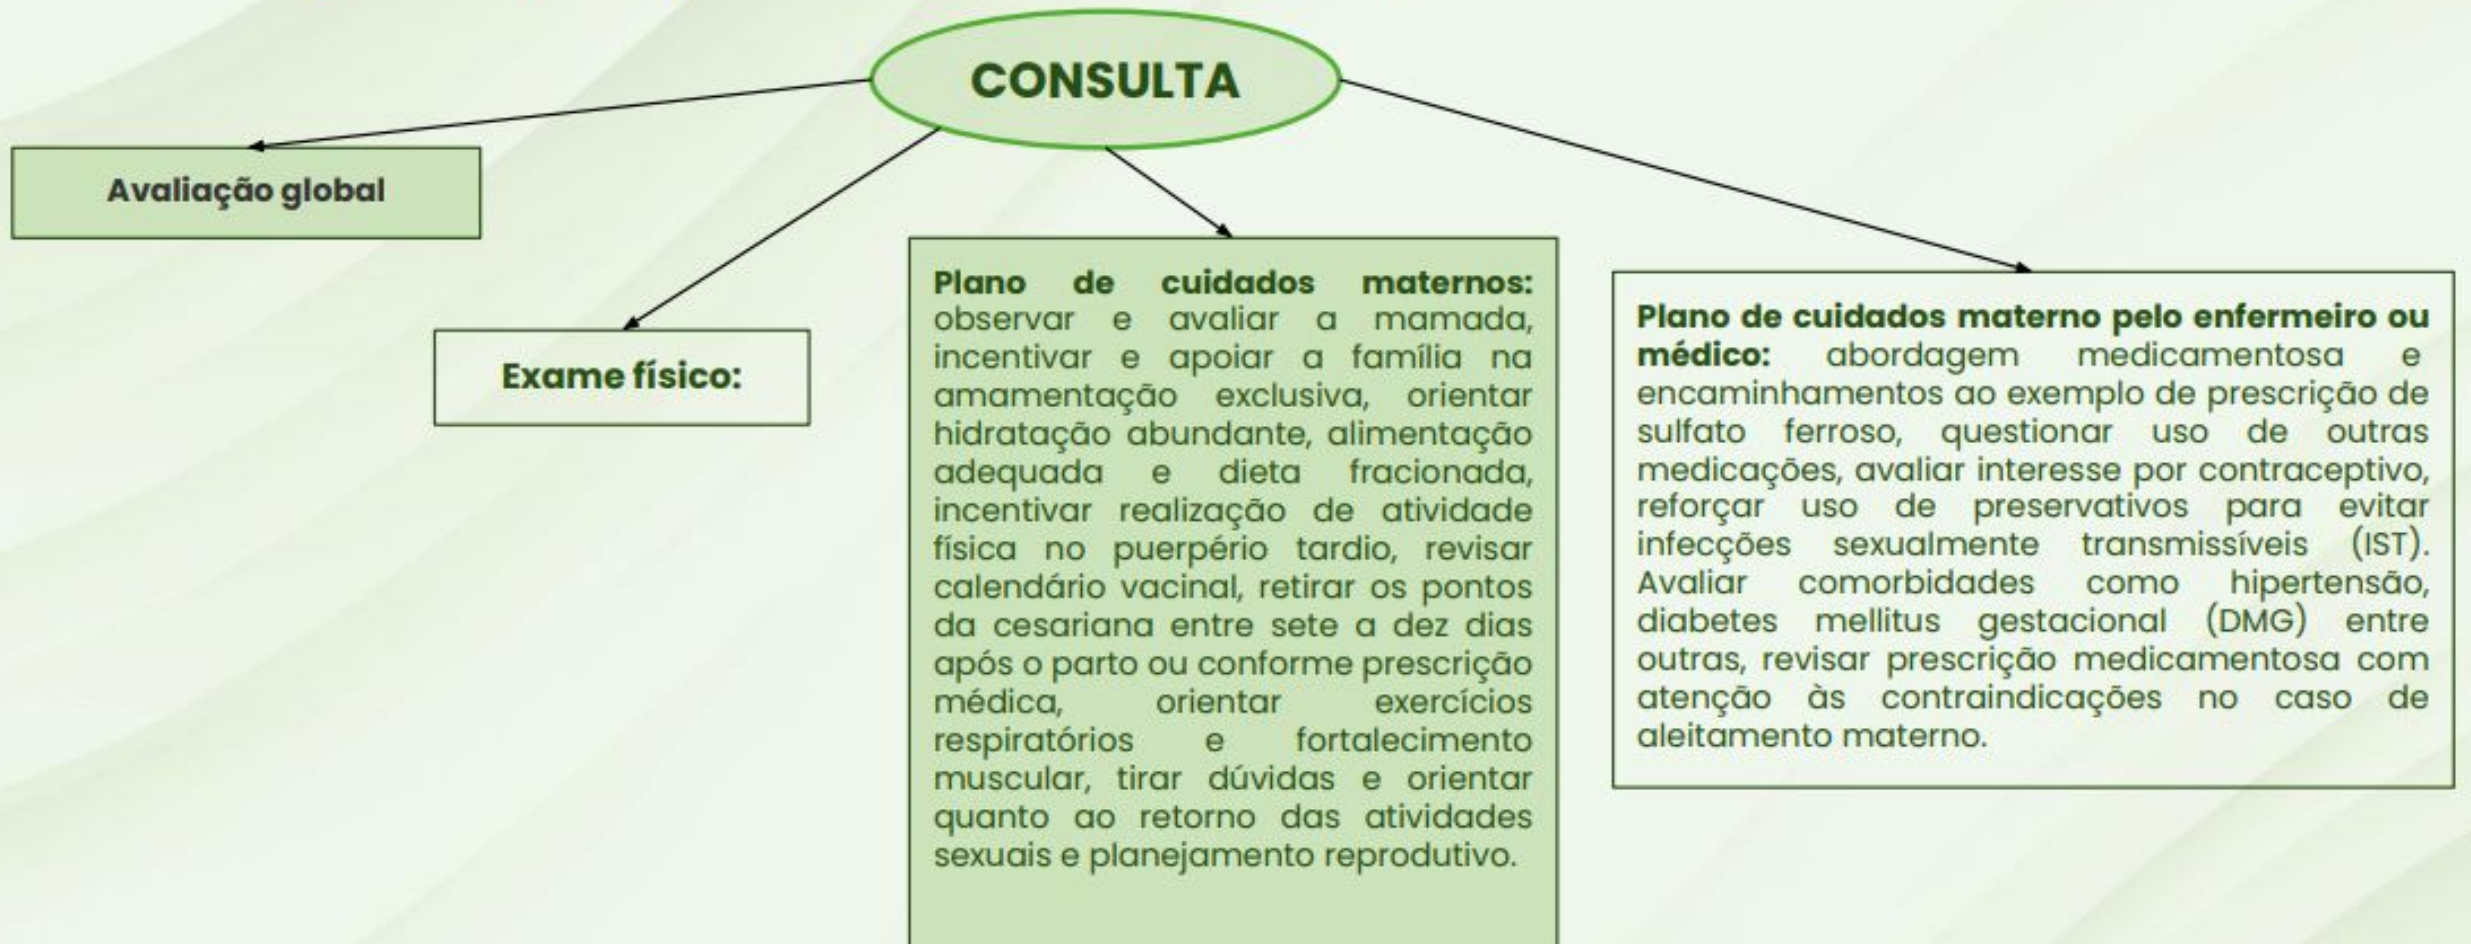 CONSULTA
Avaliação global
Exame físico:
Plano de cuidados maternos:
observar e avaliar a mamada,
incentivar e apoiar a família na
amamentação exclusiva, orientar
hidratação abundante, alimentação
adequada e dieta fracionada,
incentivar realização de atividade
física no puerpério tardio, revisar
calendário vacinal, retirar os pontos
da cesariana entre sete a dez dias
após o parto ou conforme prescrição
médica, orientar exercícios
respiratórios e fortalecimento
muscular, tirar dúvidas e orientar
quanto ao retorno das atividades
sexuais e planejamento reprodutivo.
Plano de cuidados materno pelo enfermeiro ou
médico: abordagem medicamentosa e
encaminhamentos ao exemplo de prescrição de
sulfato ferroso, questionar uso de outras
medicações, avaliar interesse por contraceptivo,
reforçar uso de preservativos para evitar
infecções sexualmente transmissíveis (IST).
Avaliar comorbidades como hipertensão,
diabetes mellitus gestacional (DMG) entre
outras, revisar prescrição medicamentosa com
atenção às contraindicações no caso de
aleitamento materno.